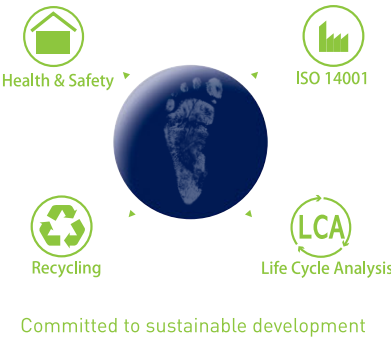 Health & Safety
ISO 14001
LCA
Recycling
Life Cycle Analysis
Committed to sustainable development